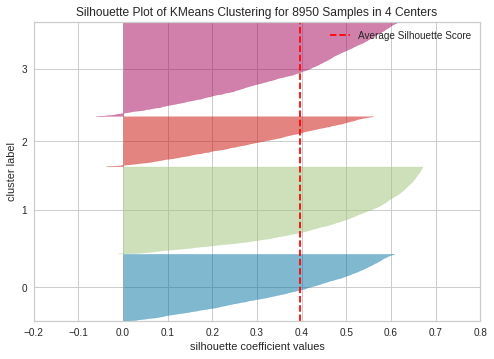 Silhouette Plot of KMeans Clustering for 8950 Samples in 4 Centers
Average Silhouette Score
cluster label
3
2
1
0
−0.2 −0.1 0.0 0.1 0.2 0.3 0.4 0.5 0.6 0.7 0.8
silhouette coefficient values